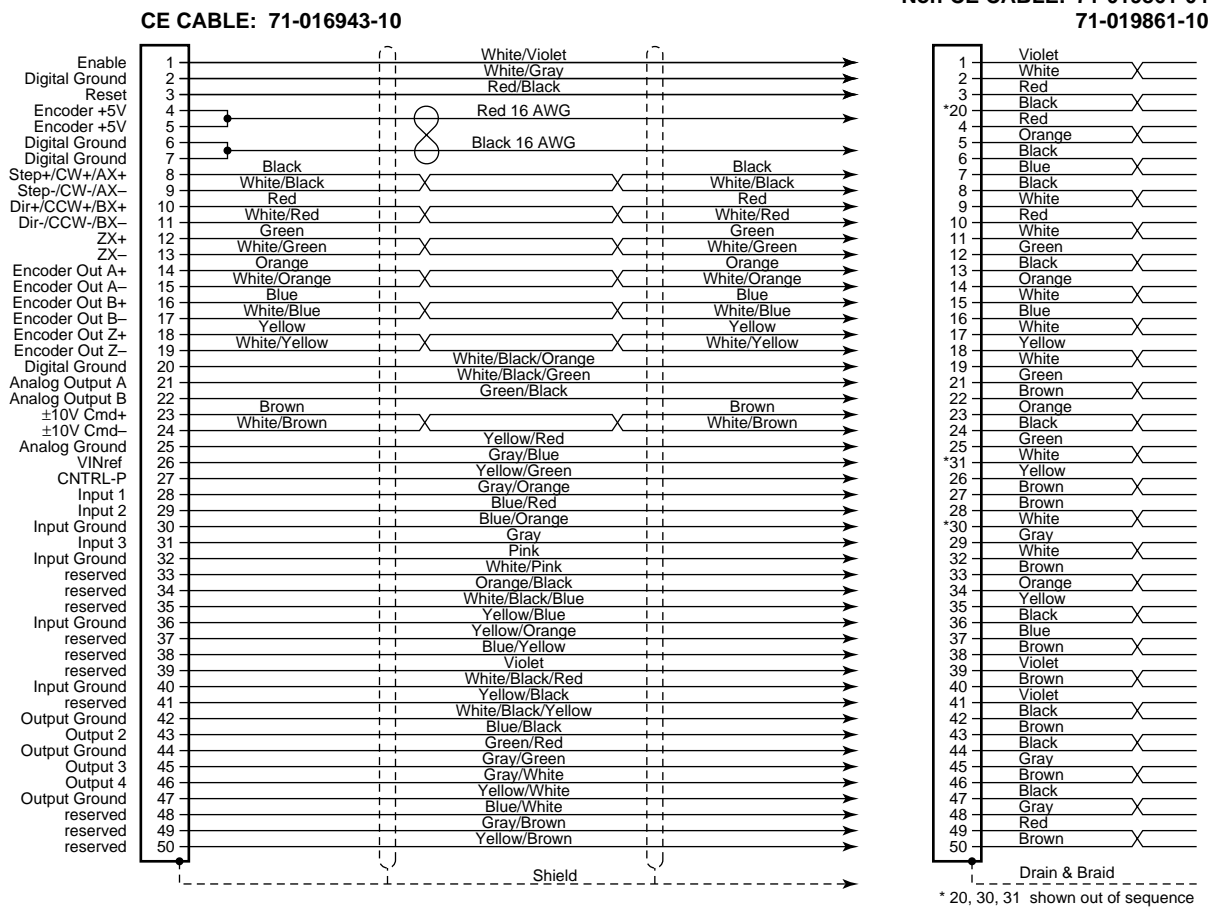 CE CABLE: 71-016943-10
Enable 1 White/Violet
Digital Ground 2 White/Gray
Reset 3 Red/Black
Encoder +5V 4
Encoder +5V 5 Red 16 AWG
Digital Ground 6
Digital Ground 7 Black 16 AWG
Step+/CW+/AX+ 8 Black Black
Step-/CW-/AX– 9 White/Black White/Black
Dir+/CCW+/BX+ 10 Red Red
Dir-/CCW-/BX– 11 White/Red White/Red
ZX+ 12 Green Green
ZX– 13 White/Green White/Green
Encoder Out A+ 14 Orange Orange
Encoder Out A– 15 White/Orange White/Orange
Encoder Out B+ 16 Blue Blue
Encoder Out B– 17 White/Blue White/Blue
Encoder Out Z+ 18 Yellow Yellow
Encoder Out Z– 19 White/Yellow White/Yellow
Digital Ground 20 White/Black/Orange
Analog Output A 21 White/Black/Green
Analog Output B 22 Green/Black
±10V Cmd+ 23 Brown Brown
±10V Cmd– 24 White/Brown White/Brown
Analog Ground 25 Yellow/Red
VINref 26 Gray/Blue
CNTRL-P 27 Yellow/Green
Input 1 28 Gray/Orange
Input 2 29 Blue/Red
Input Ground 30 Blue/Orange
Input 3 31 Gray
Input Ground 32 Pink
reserved 33 White/Pink
reserved 34 Orange/Black
reserved 35 White/Black/Blue
Input Ground 36 Yellow/Blue
reserved 37 Yellow/Orange
reserved 38 Blue/Yellow
reserved 39 Violet
Input Ground 40 White/Black/Red
reserved 41 Yellow/Black
Output Ground 42 White/Black/Yellow
Output 2 43 Blue/Black
Output Ground 44 Green/Red
Output 3 45 Gray/Green
Output 4 46 Gray/White
Output Ground 47 Yellow/White
reserved 48 Blue/White
reserved 49 Gray/Brown
reserved 50 Yellow/Brown
Shield
71-019861-10
1 Violet
2 White
3 Red
*20 Black
4 Red
5 Orange
6 Black
7 Blue
8 Black
9 White
10 Red
11 White
12 Green
13 Black
14 Orange
15 White
16 Blue
17 White
18 Yellow
19 White
21 Green
22 Brown
23 Orange
24 Black
25 Green
*31 White
26 Yellow
27 Brown
28 Brown
*30 White
29 Gray
32 White
33 Brown
34 Orange
35 Yellow
36 Black
37 Blue
38 Brown
39 Violet
40 Brown
41 Violet
42 Black
43 Brown
44 Black
45 Gray
46 Brown
47 Black
48 Gray
49 Red
50 Brown
Drain & Braid
* 20, 30, 31 shown out of sequence